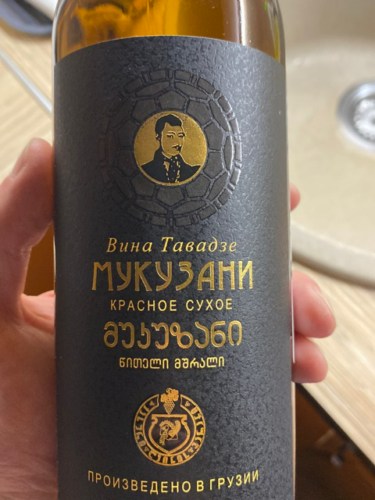 Вина Тавадзе
МУКУЗАНИ
КРАСНОЕ СУХОЕ
მუკუზანი
წითელი მშრალი
ПРОИЗВЕДЕНО В ГРУЗИИ